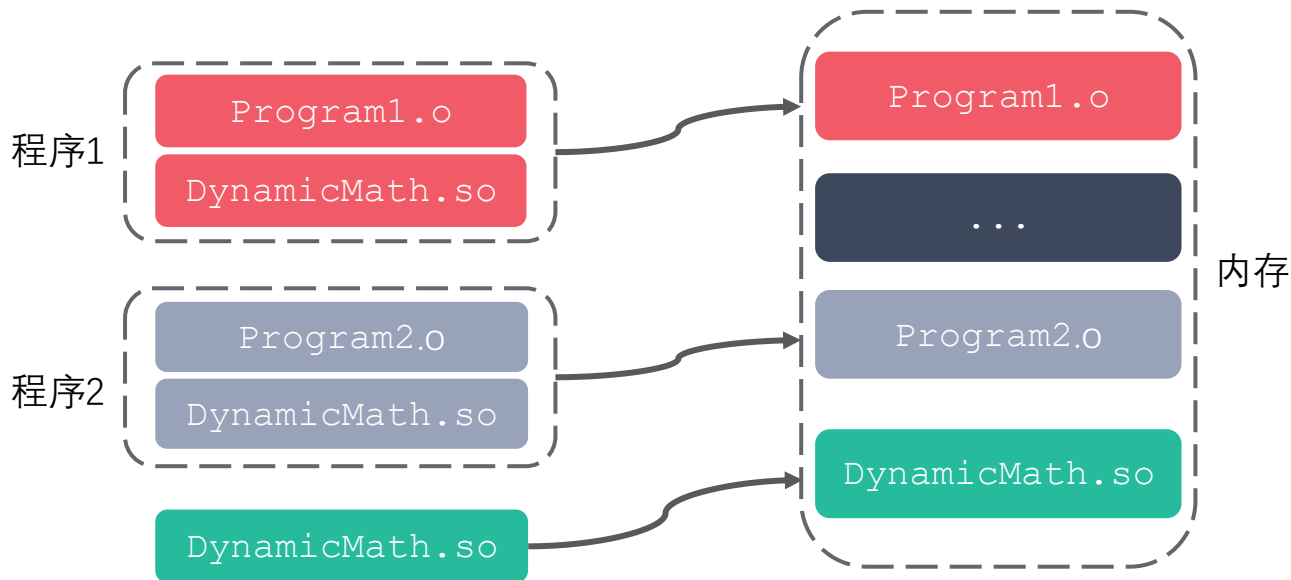 程序1
Program1.o
DynamicMath.so
程序2
Program2.o
DynamicMath.so
DynamicMath.so
Program1.o
...
Program2.o
DynamicMath.so
内存